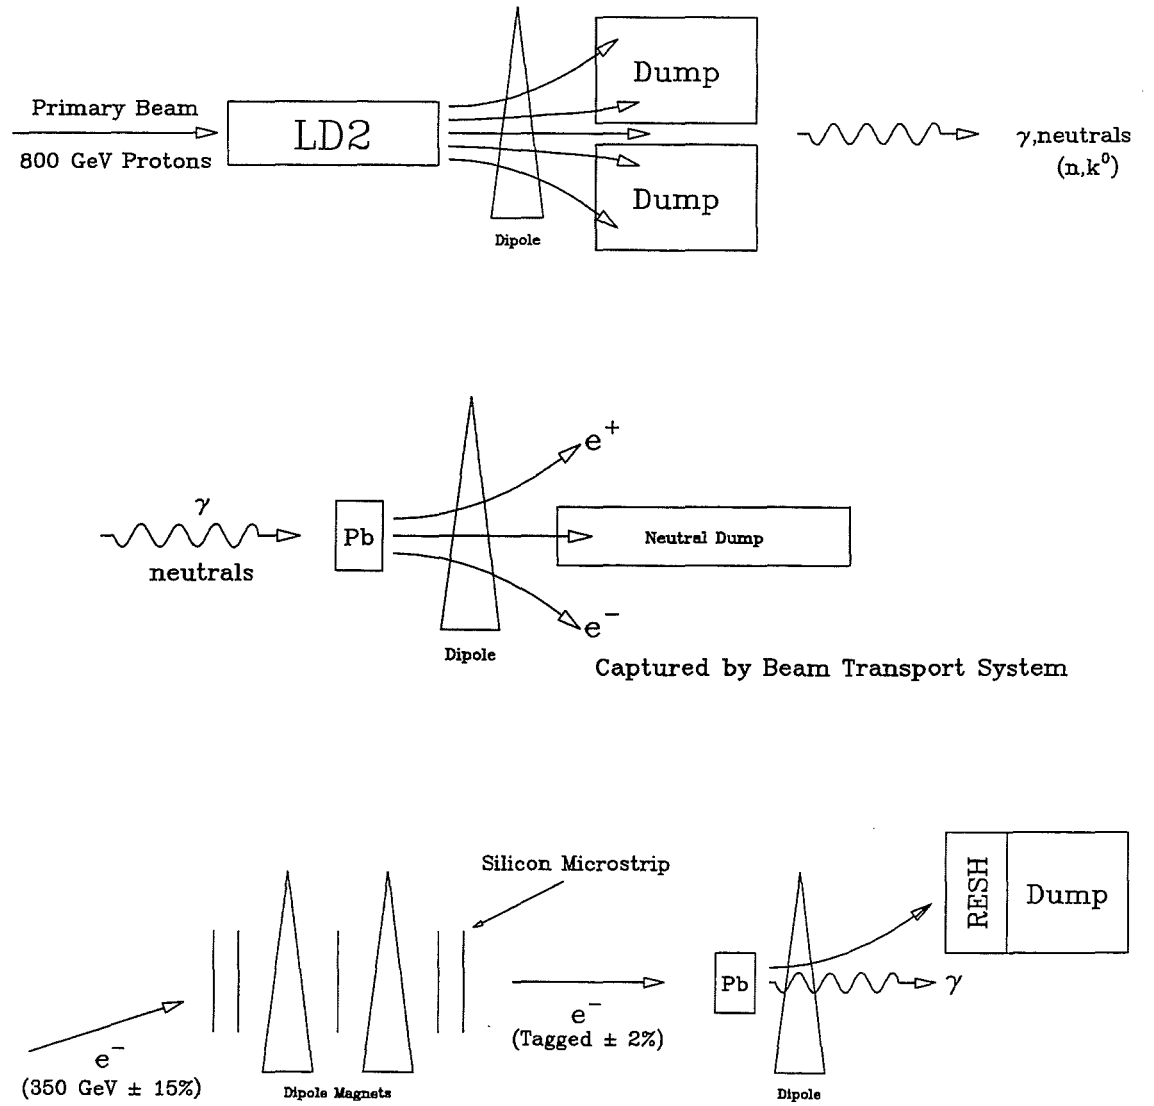 Primary Beam
800 GeV Protons
LD2
Dipole
Dump
Dump
γ,neutrals
(n,k⁰)
γ
neutrals
Pb
Dipole
e⁺
Neutral Dump
e⁻
Captured by Beam Transport System
Silicon Microstrip
e⁻
(350 GeV ± 15%)
Dipole Magnets
e⁻
(Tagged ± 2%)
Pb
Dipole
γ
RESH
Dump